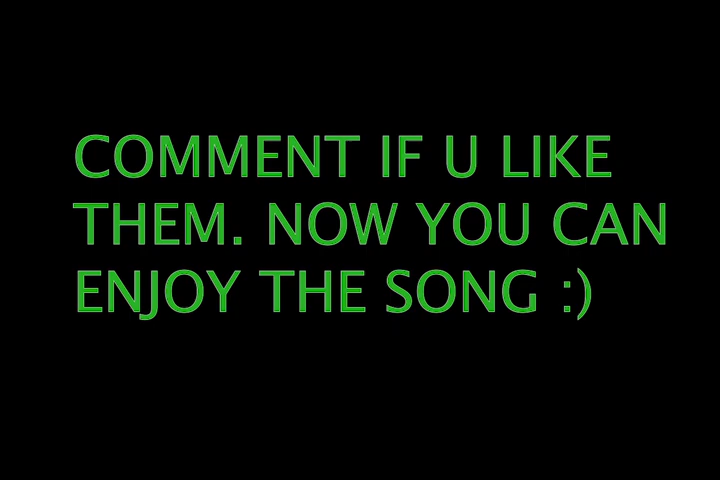 COMMENT IF U LIKE
THEM. NOW YOU CAN
ENJOY THE SONG :)